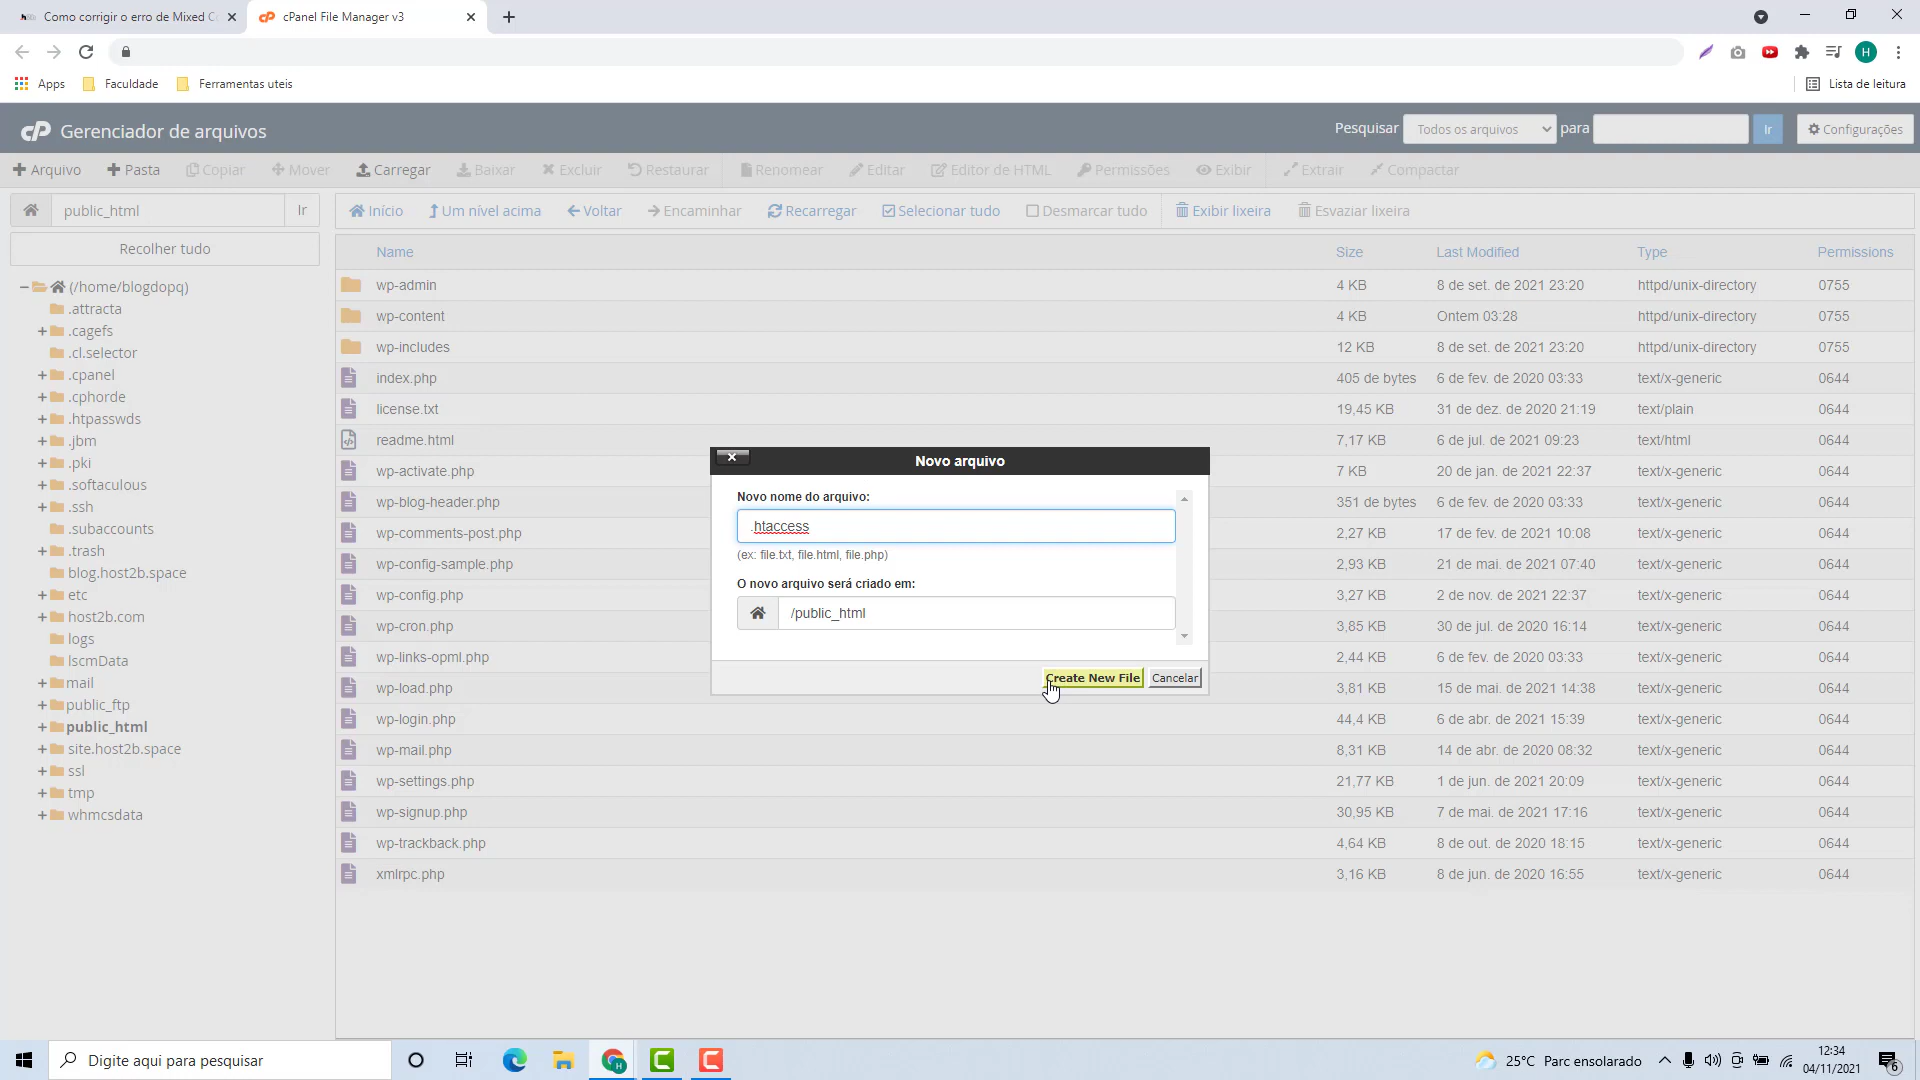 Como corrigir o erro de Mixed Co
cPanel File Manager v3
H
Apps
Faculdade
Ferramentas uteis
Lista de leitura
cP Gerenciador de arquivos
Pesquisar
Todos os arquivos
para
Ir
Configurações
Arquivo
Pasta
Copiar
Mover
Carregar
Baixar
Excluir
Restaurar
Renomear
Editar
Editor de HTML
Permissões
Exibir
Extrair
Compactar
public_html
Ir
Início
Um nível acima
Voltar
Encaminhar
Recarregar
Selecionar tudo
Desmarcar tudo
Exibir lixeira
Esvaziar lixeira
Recolher tudo
(/home/blogdopq)
.attracta
.cagefs
.cl.selector
.cpanel
.cphorde
.htpasswds
.jbm
.pki
.softaculous
.ssh
.subaccounts
.trash
blog.host2b.space
etc
host2b.com
logs
lscmData
mail
public_ftp
public_html
site.host2b.space
ssl
tmp
whmcsdata
Name Size Last Modified Type Permissions
wp-admin 4 KB 8 de set. de 2021 23:20 httpd/unix-directory 0755
wp-content 4 KB Ontem 03:28 httpd/unix-directory 0755
wp-includes 12 KB 8 de set. de 2021 23:20 httpd/unix-directory 0755
index.php 405 de bytes 6 de fev. de 2020 03:33 text/x-generic 0644
license.txt 19,45 KB 31 de dez. de 2020 21:19 text/plain 0644
readme.html 7,17 KB 6 de jul. de 2021 09:23 text/html 0644
wp-activate.php 7 KB 20 de jan. de 2021 22:37 text/x-generic 0644
wp-blog-header.php 351 de bytes 6 de fev. de 2020 03:33 text/x-generic 0644
wp-comments-post.php 2,27 KB 17 de fev. de 2021 10:08 text/x-generic 0644
wp-config-sample.php 2,93 KB 21 de mai. de 2021 07:40 text/x-generic 0644
wp-config.php 3,27 KB 2 de nov. de 2021 22:37 text/x-generic 0644
wp-cron.php 3,85 KB 30 de jul. de 2021 16:14 text/x-generic 0644
wp-links-opml.php 2,44 KB 6 de fev. de 2020 03:33 text/x-generic 0644
wp-load.php 3,81 KB 15 de mai. de 2021 14:38 text/x-generic 0644
wp-login.php 44,4 KB 6 de abr. de 2021 15:39 text/x-generic 0644
wp-mail.php 8,31 KB 14 de abr. de 2020 08:32 text/x-generic 0644
wp-settings.php 21,77 KB 1 de jun. de 2021 20:09 text/x-generic 0644
wp-signup.php 30,95 KB 7 de mai. de 2021 17:16 text/x-generic 0644
wp-trackback.php 4,64 KB 8 de out. de 2020 18:15 text/x-generic 0644
xmlrpc.php 3,16 KB 8 de jun. de 2020 16:55 text/x-generic 0644
Novo arquivo
Novo nome do arquivo:
.htaccess
(ex: file.txt, file.html, file.php)
O novo arquivo será criado em:
/public_html
Create New File
Cancelar
Digite aqui para pesquisar
25°C Parc ensolarado
12:34
04/11/2021
6